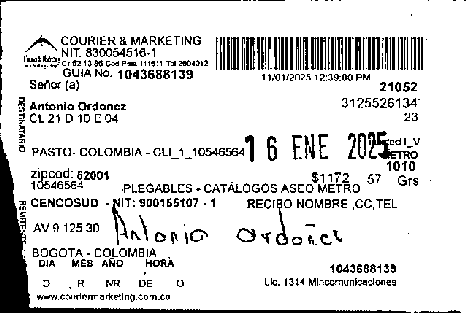 COURIER & MARKETING
NIT. 830054516-1
GUIA No. 1043688139
11/01/2025 12:39:00 PM
Señor (a)
21052
DESTINATARIO
Antonio Ordonez
3125526134
CL 21 D 10 E 04
23
PASTO- COLOMBIA - CLI_1_10546564
16 ENE 2025
METRO
1010
zipcod: 52001
10546564
$1172 57 Grs
PLEGABLES - CATÁLOGOS ASEO METRO
CENCOSUD - NIT: 900155107 - 1
RECIBO NOMBRE ,CC,TEL
AV 9 125 30
Antonio Ordoñez
BOGOTA - COLOMBIA
DIA MES AÑO HORA
1043688139
Lic. 1314 Mincomunicaciones
www.couriermarketing.com.co